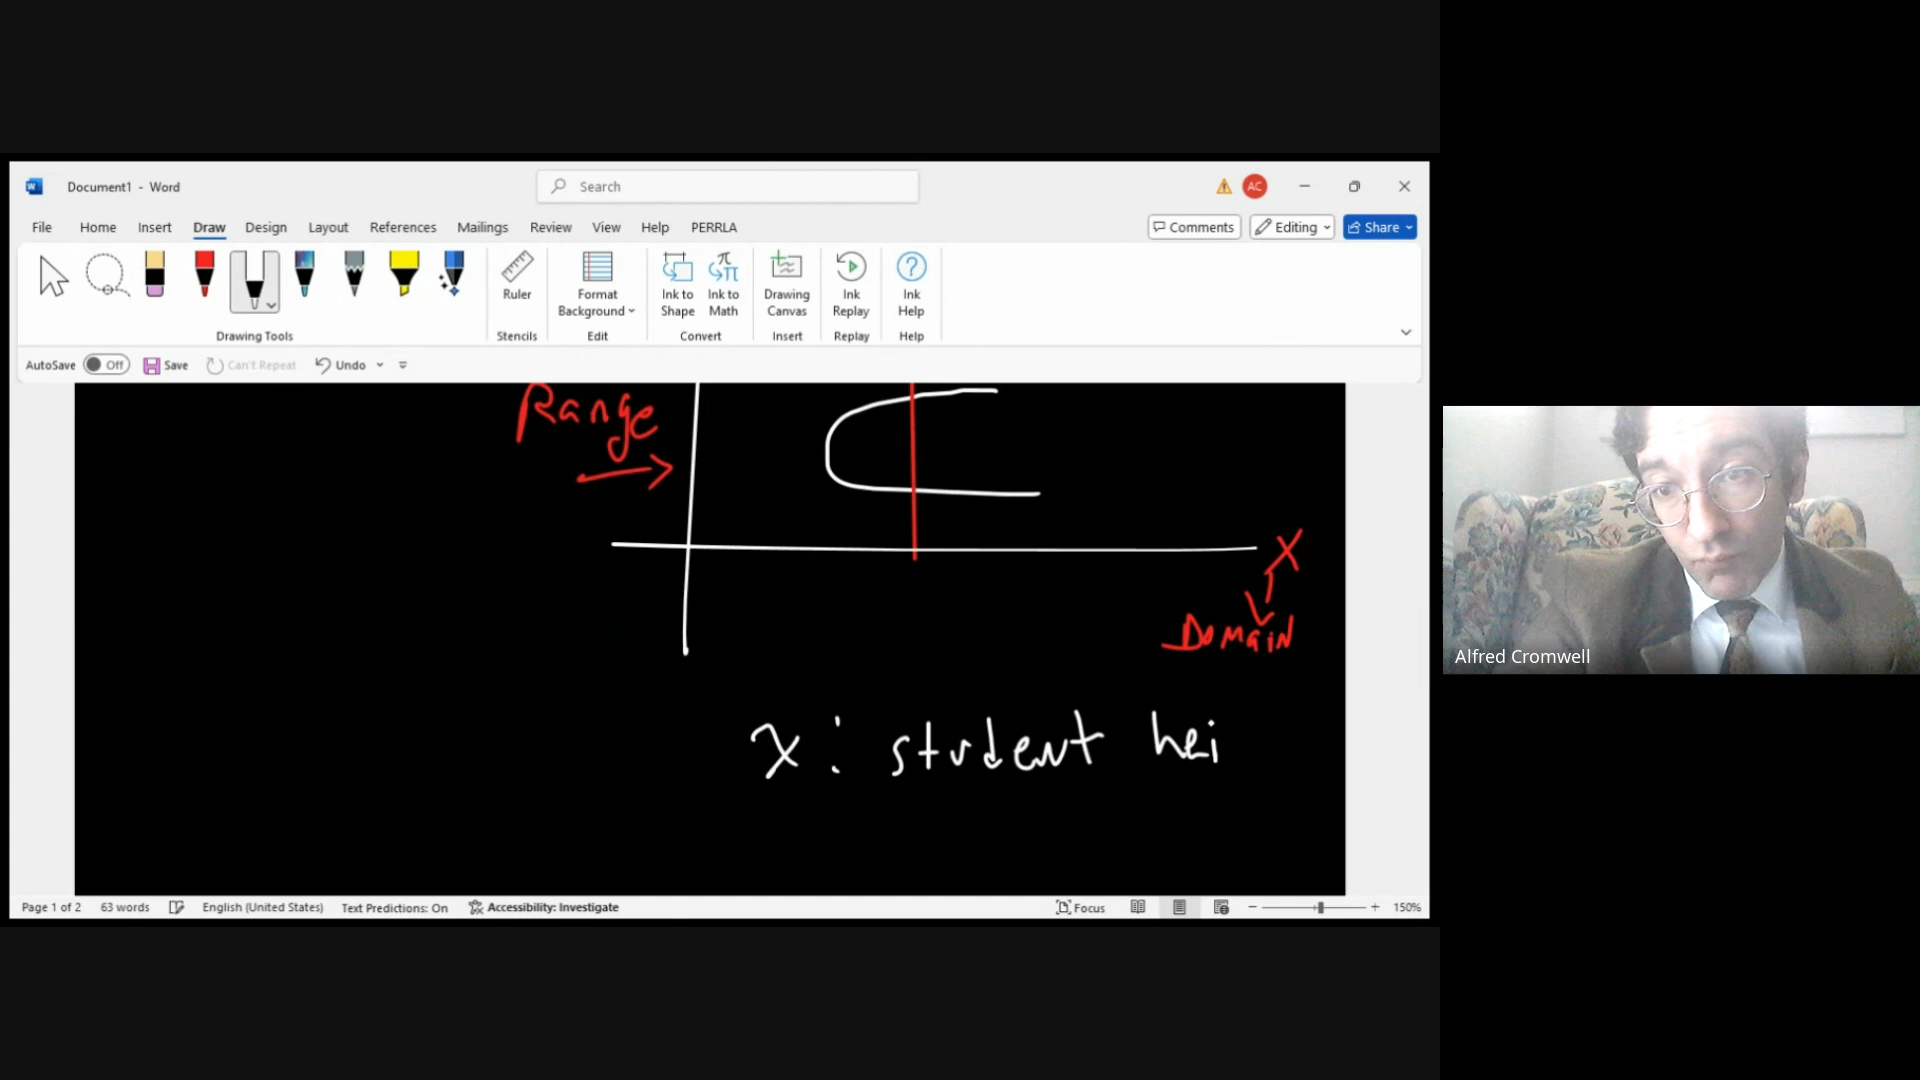 Document1 - Word
Search
AC
File Home Insert Draw Design Layout References Mailings Review View Help PERRLA
Comments Editing Share
Ruler
Format Background
Ink to Shape
Ink to Math
Drawing Canvas
Ink Replay
Ink Help
Drawing Tools Stencils Edit Convert Insert Replay Help
AutoSave Off Save Can't Repeat Undo
Range
X
Domain
x: student hei
Alfred Cromwell
Page 1 of 2 63 words English (United States) Text Predictions: On Accessibility: Investigate Focus 150%